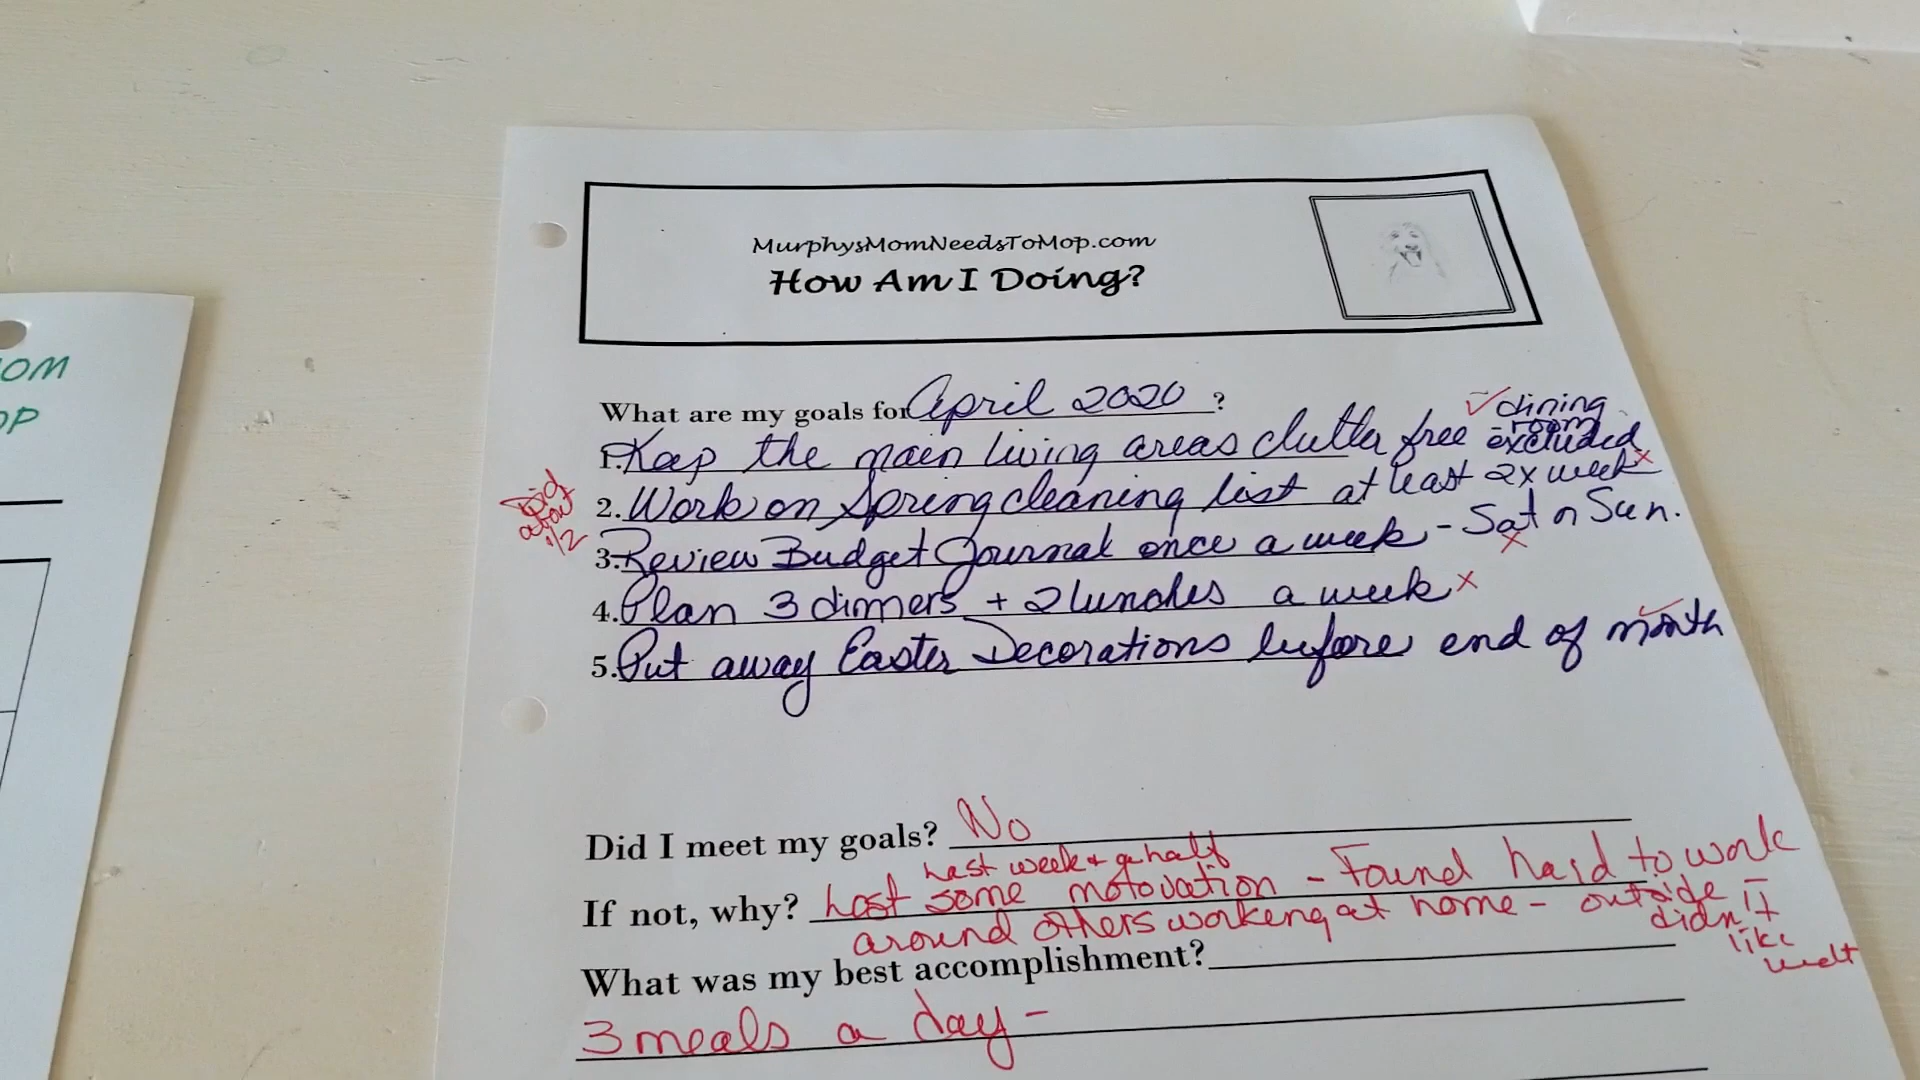 MurphysMomNeedsToMop.com
How Am I Doing?
OM
OP
What are my goals for April 2020 ?
✓ dining room
1. Keep the main living areas clutter free excluded
2. Work on Spring cleaning list at least 2x week x
Did about 1/2
3. Review Budget Journal once a week - Sat n Sun.
x
4. Plan 3 dinners + 2 lunches a week x
5. Put away Easter Decorations before end of month
✓
Did I meet my goals? No
Last week + a half
If not, why? Lost some motovation - Found haid to work
around others working at home - outside
didn't
like
What was my best accomplishment?
3 meals a day -